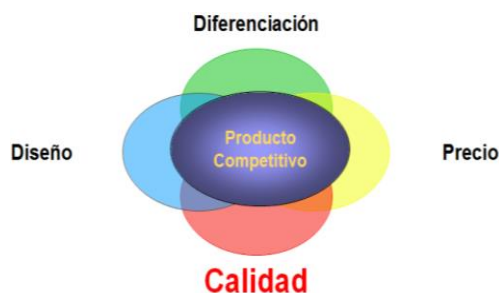 Diferenciación
Diseño
Producto
Competitivo
Precio
Calidad